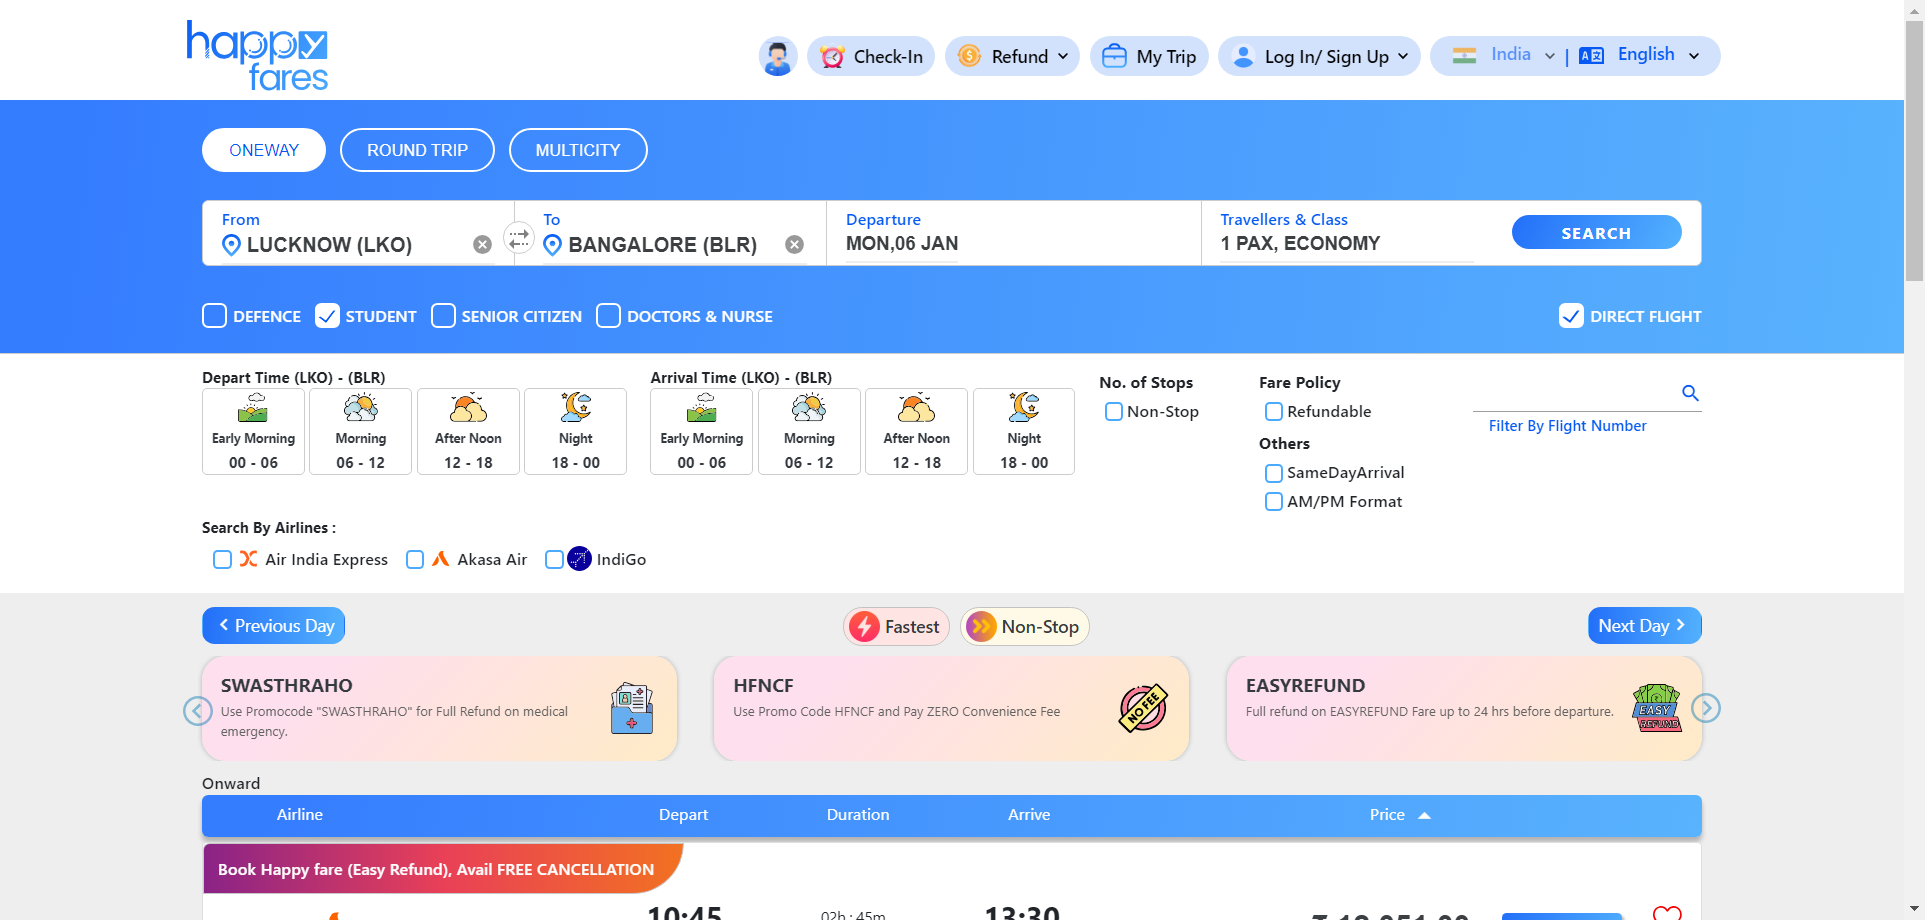 happy
fares
Check-In
Refund
My Trip
Log In/ Sign Up
India
|
English
ONEWAY
ROUND TRIP
MULTICITY
From
LUCKNOW (LKO)
To
BANGALORE (BLR)
Departure
MON,06 JAN
Travellers & Class
1 PAX, ECONOMY
SEARCH
DEFENCE
STUDENT
SENIOR CITIZEN
DOCTORS & NURSE
DIRECT FLIGHT
Depart Time (LKO) - (BLR)
Early Morning
00 - 06
Morning
06 - 12
After Noon
12 - 18
Night
18 - 00
Arrival Time (LKO) - (BLR)
Early Morning
00 - 06
Morning
06 - 12
After Noon
12 - 18
Night
18 - 00
No. of Stops
Non-Stop
Fare Policy
Refundable
Others
SameDayArrival
AM/PM Format
Filter By Flight Number
Search By Airlines :
Air India Express
Akasa Air
IndiGo
Previous Day
Fastest
Non-Stop
Next Day
SWASTHRAHO
Use Promocode "SWASTHRAHO" for Full Refund on medical
emergency.
HFNCF
Use Promo Code HFNCF and Pay ZERO Convenience Fee
NO FEE
EASYREFUND
Full refund on EASYREFUND Fare up to 24 hrs before departure.
EASY
REFUND
Onward
Airline
Depart
Duration
Arrive
Price
Book Happy fare (Easy Refund), Avail FREE CANCELLATION
10:45
02h : 45m
13:30